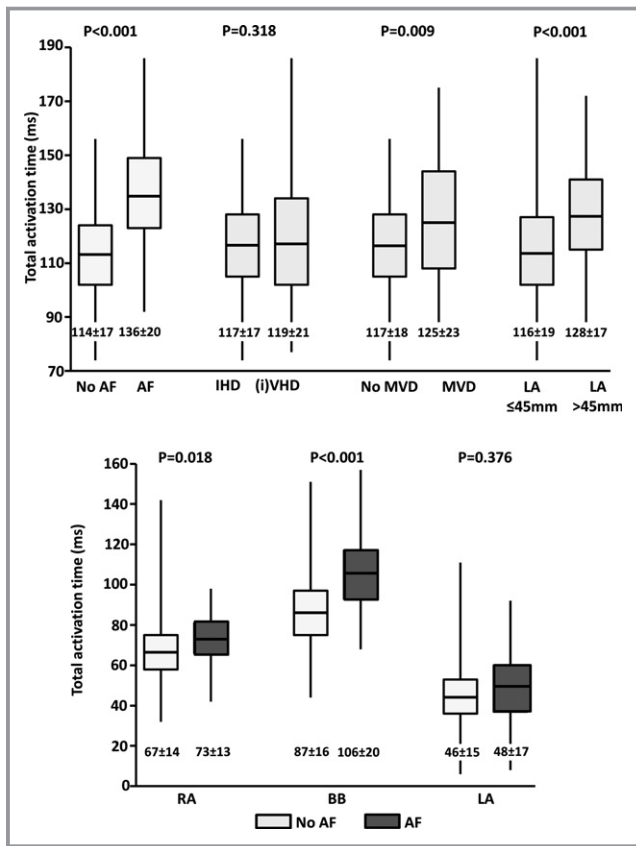 P<0.001 P=0.318 P=0.009 P<0.001
190
170
150
130
110
90
70
Total activation time (ms)
114±17 136±20 117±17 119±21 117±18 125±23 116±19 128±17
No AF AF IHD (i)VHD No MVD MVD LA LA
≤45mm >45mm
P=0.018 P<0.001 P=0.376
160
140
120
100
80
60
40
20
0
Total activation time (ms)
67±14 73±13 87±16 106±20 46±15 48±17
RA BB LA
No AF AF